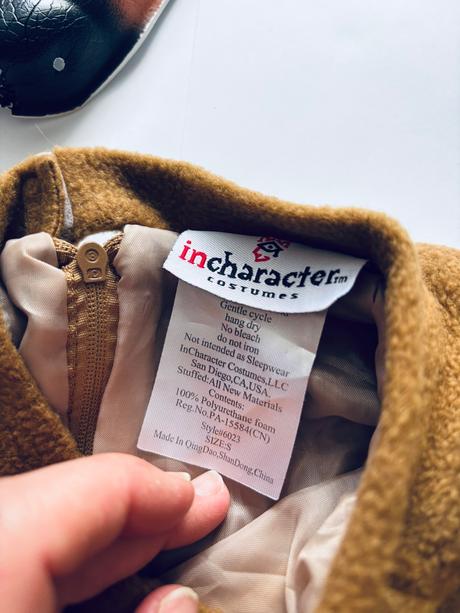 incharacter™
COSTUMES
Gentle cycle
hang dry
No bleach
do not iron
Not intended as Sleepwear
InCharacter Costumes,LLC
San Diego,CA,USA.
Stuffed:All New Materials
Contents:
100% Polyurethane foam
Reg.No.PA-15584(CN)
Style#6023
SIZE:S
Made In QingDao,ShanDong,China